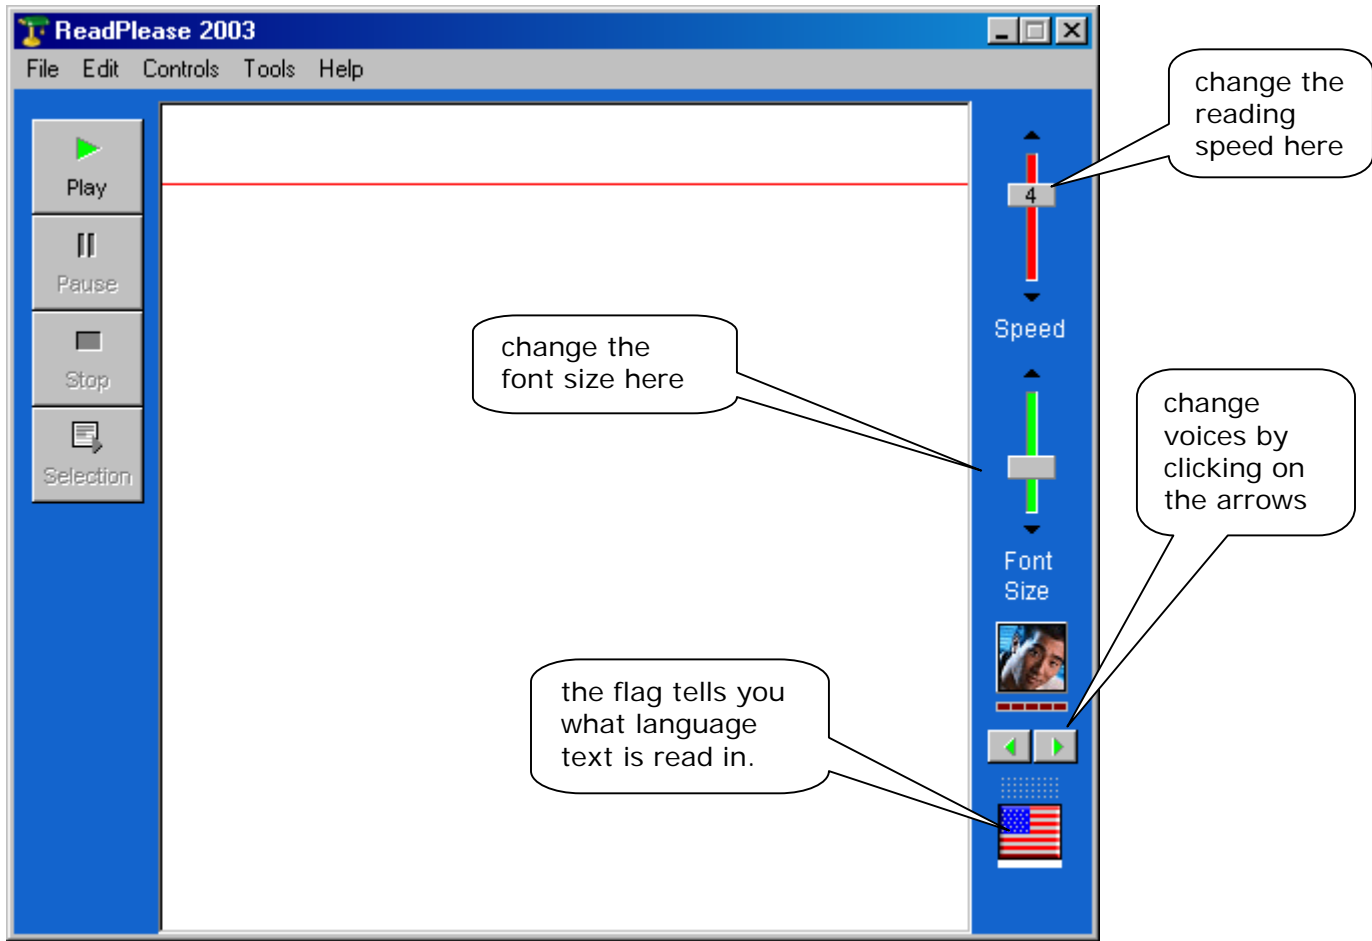 ReadPlease 2003
File Edit Controls Tools Help
Play
Pause
Stop
Selection
4
Speed
Font
Size
change the
reading
speed here
change the
font size here
change
voices by
clicking on
the arrows
the flag tells you
what language
text is read in.